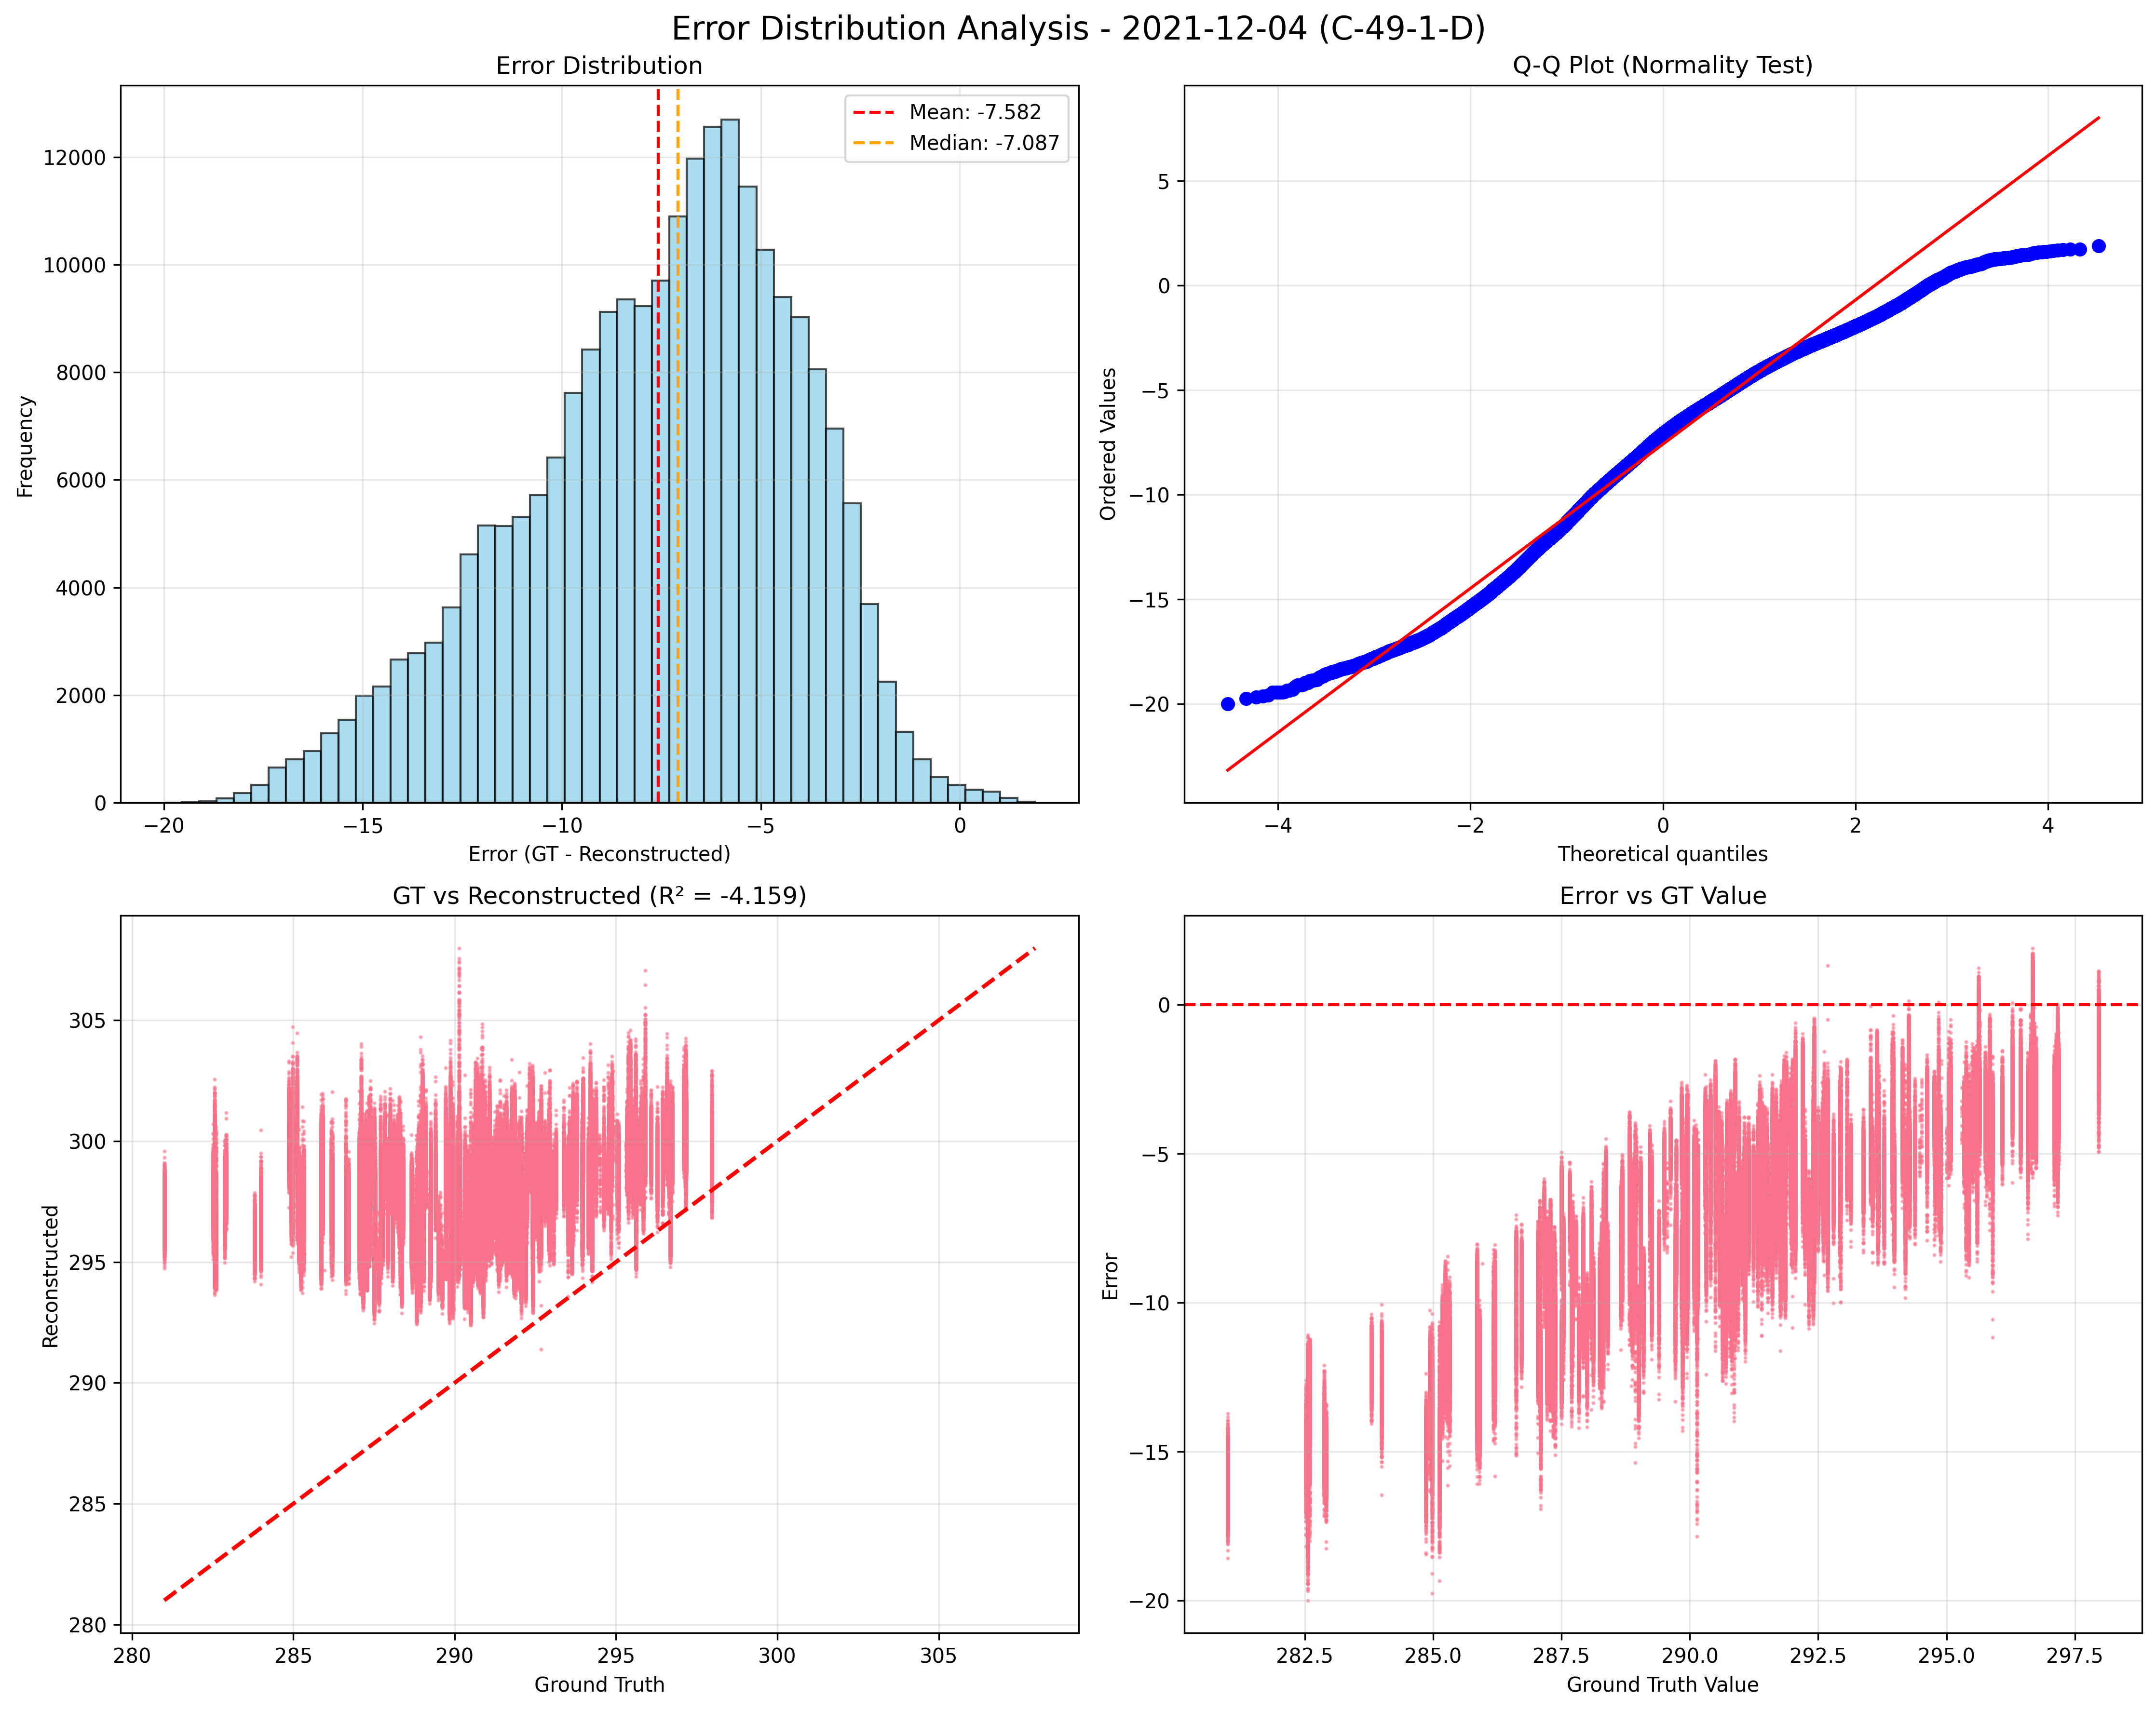 Error Distribution Analysis - 2021-12-04 (C-49-1-D)
Error Distribution
Mean: -7.582
Median: -7.087
Frequency
12000
10000
8000
6000
4000
2000
0
−20 −15 −10 −5 0
Error (GT - Reconstructed)
Q-Q Plot (Normality Test)
Ordered Values
5
0
−5
−10
−15
−20
−4 −2 0 2 4
Theoretical quantiles
GT vs Reconstructed (R² = -4.159)
Reconstructed
305
300
295
290
285
280
280 285 290 295 300 305
Ground Truth
Error vs GT Value
Error
0
−5
−10
−15
−20
282.5 285.0 287.5 290.0 292.5 295.0 297.5
Ground Truth Value